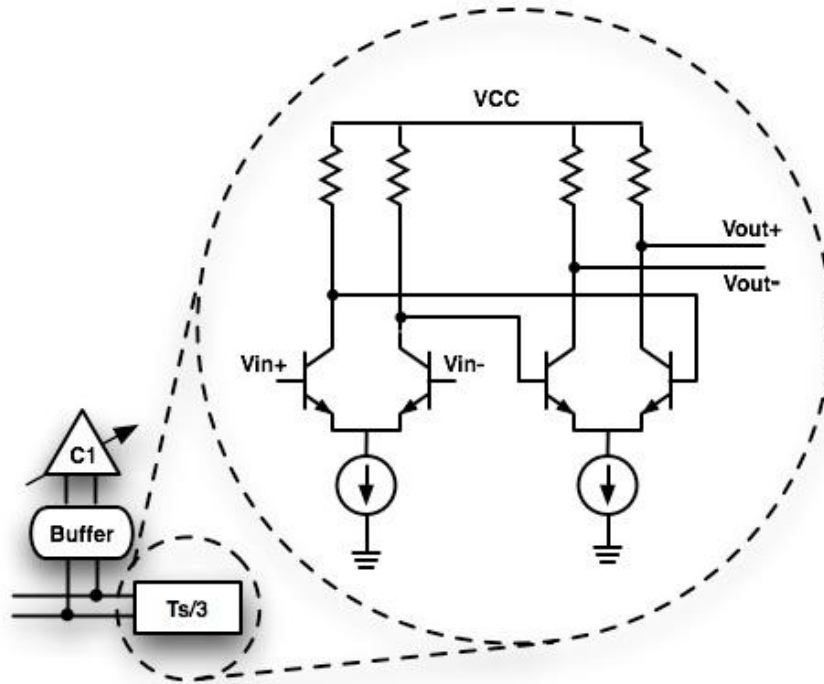 VCC
Vout+
Vout-
Vin+
Vin-
C1
Buffer
Ts/3